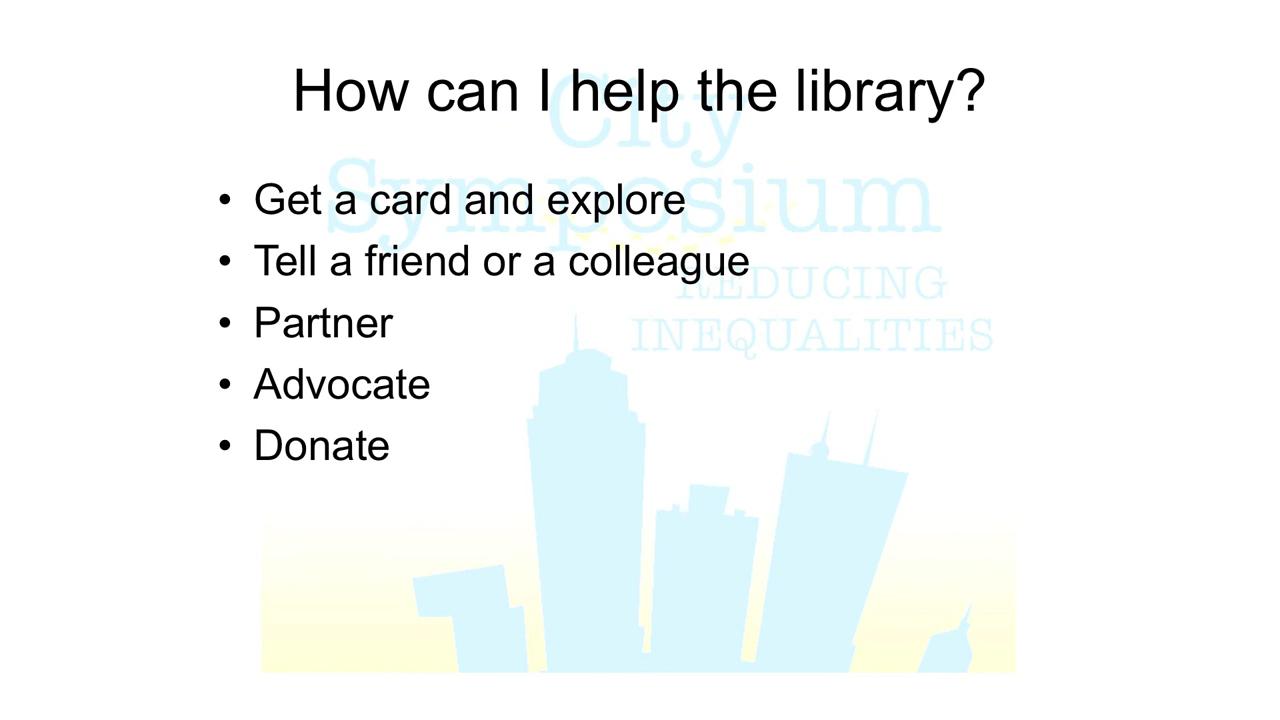 How can I help the library?
City
Symposium
• Get a card and explore
• Tell a friend or a colleague
REDUCING
• Partner
INEQUALITIES
• Advocate
• Donate